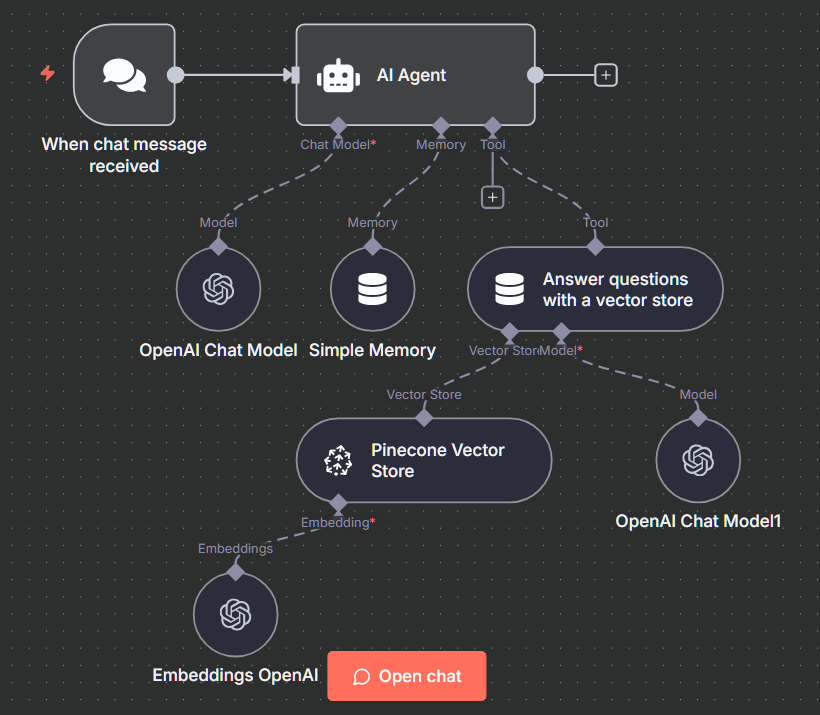 AI Agent
When chat message
received
Chat Model*
Memory
Tool
Model
Memory
Tool
Answer questions
with a vector store
OpenAI Chat Model
Simple Memory
Vector Store
Model*
Vector Store
Model
Pinecone Vector
Store
Embedding*
OpenAI Chat Model1
Embeddings
Embeddings OpenAI
Open chat